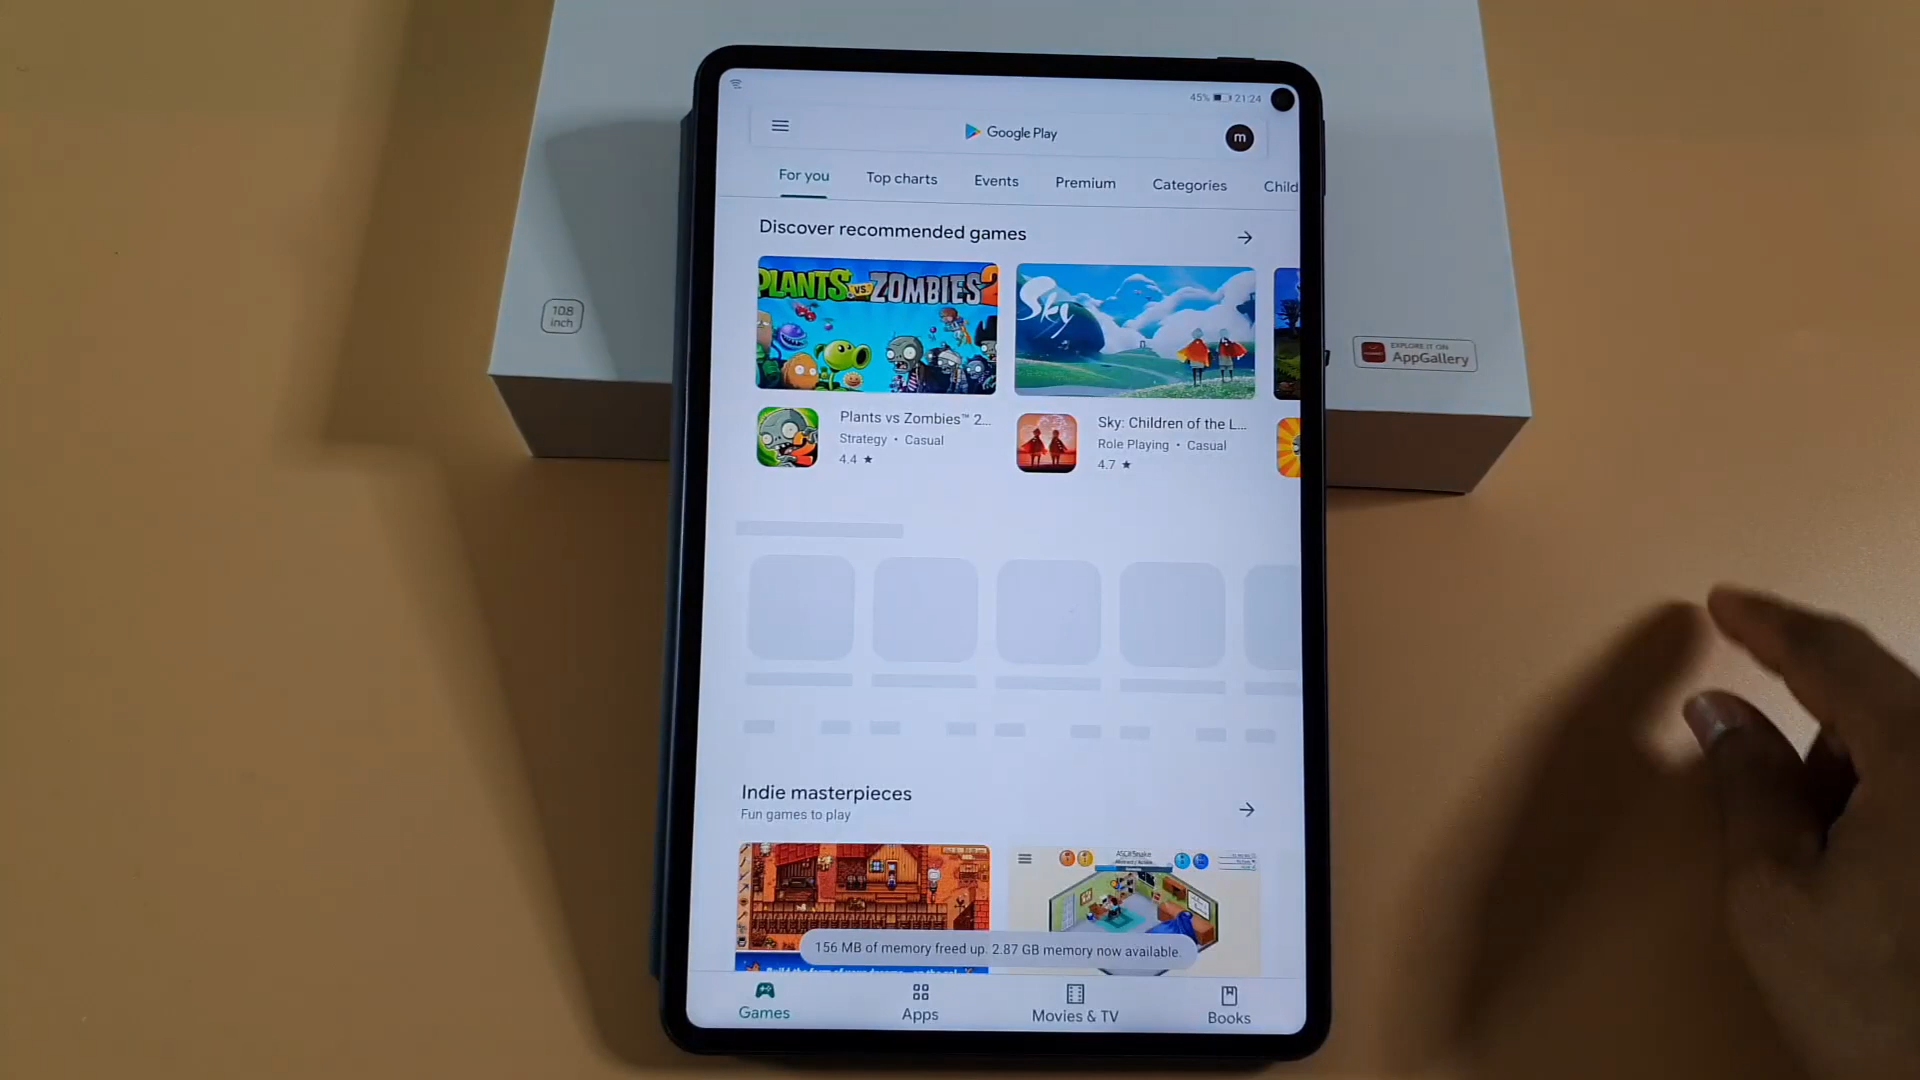 45% 21:24
Google Play
m
For you Top charts Events Premium Categories Child
Discover recommended games
PLANTS VS ZOMBIES 2
Sky
Plants vs Zombies™ 2...
Strategy • Casual
4.4 ★
Sky: Children of the L...
Role Playing • Casual
4.7 ★
10.8
inch
EXPLORE IT ON
AppGallery
Indie masterpieces
Fun games to play
ASCII Snake
156 MB of memory freed up. 2.87 GB memory now available.
Games Apps Movies & TV Books